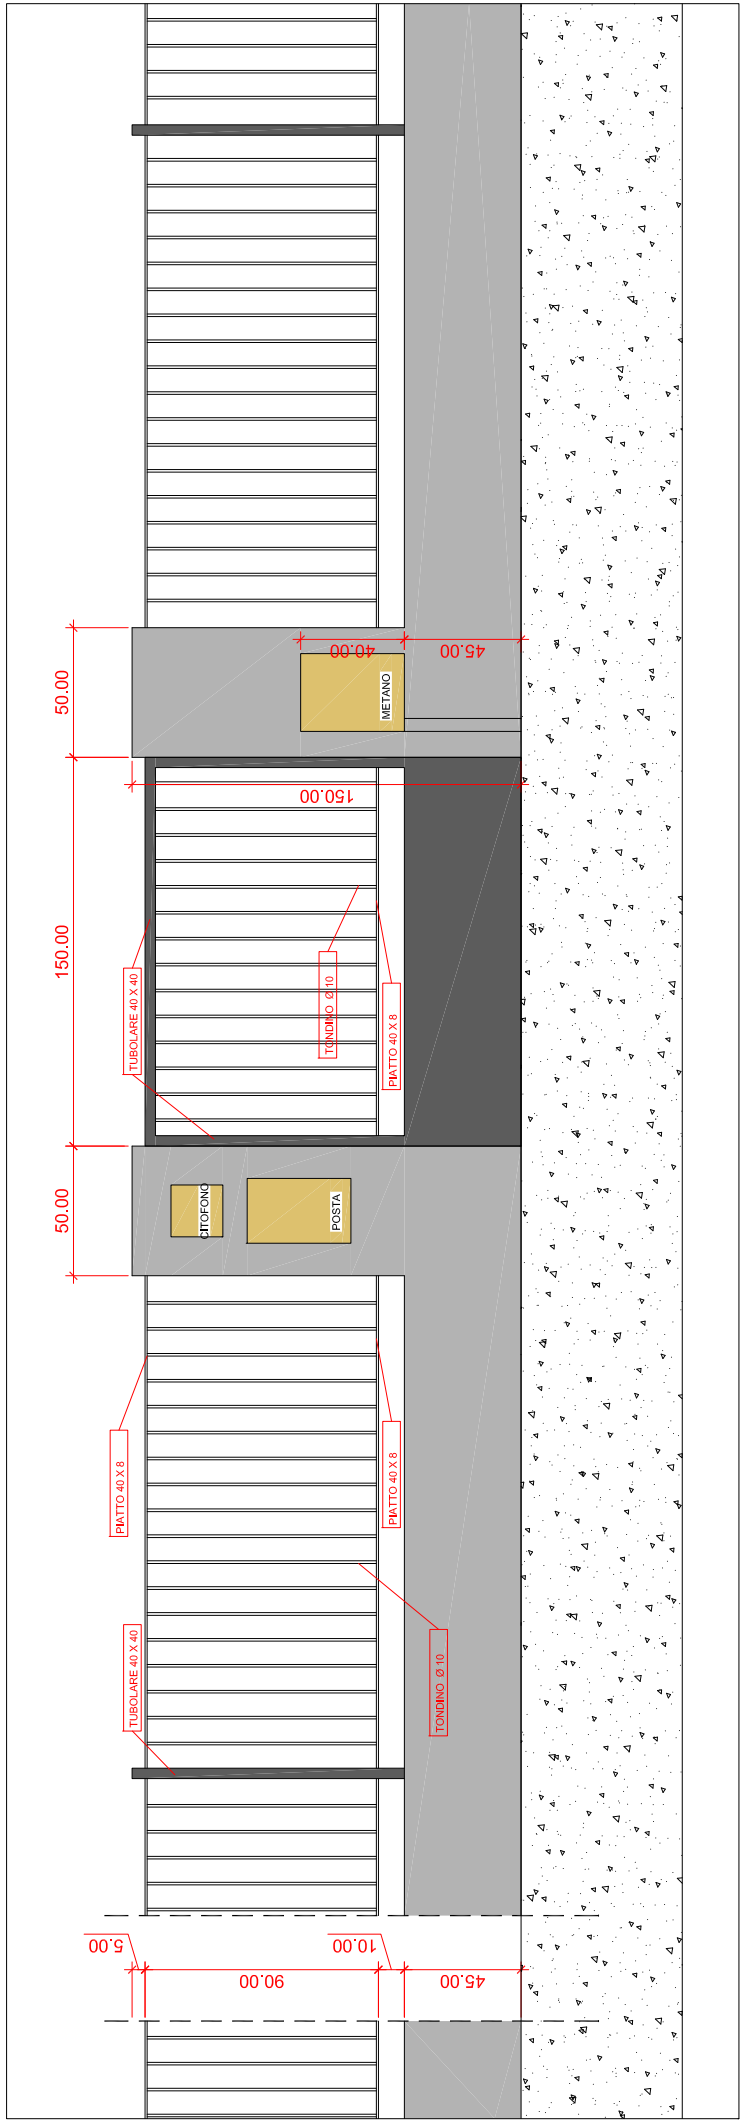 50.00
150.00
50.00
PIATTO 40 X 8
TUBOLARE 40 X 40
TUBOLARE 40 X 40
5.00
CITOFONO
90.00
POSTA
TONDINO Ø 10
150.00
40.00
10.00
METANO
PIATTO 40 X 8
PIATTO 40 X 8
TONDINO Ø 10
45.00
45.00